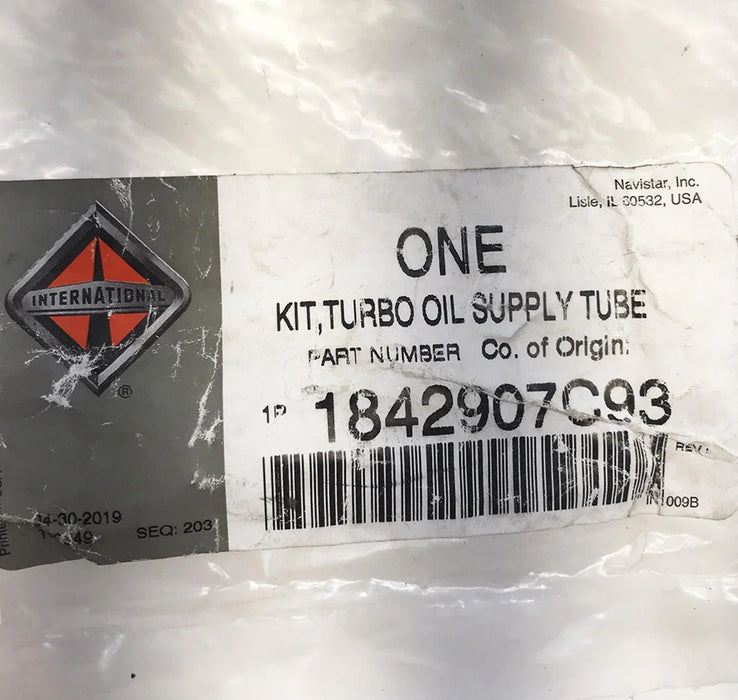 Navistar, Inc.
Lisle, IL 60532, USA
INTERNATIONAL
®
ONE
KIT,TURBO OIL SUPPLY TUBE
PART NUMBER Co. of Origin:
1P 1842907C93
REV:
009B
04-30-2019
SEQ: 203